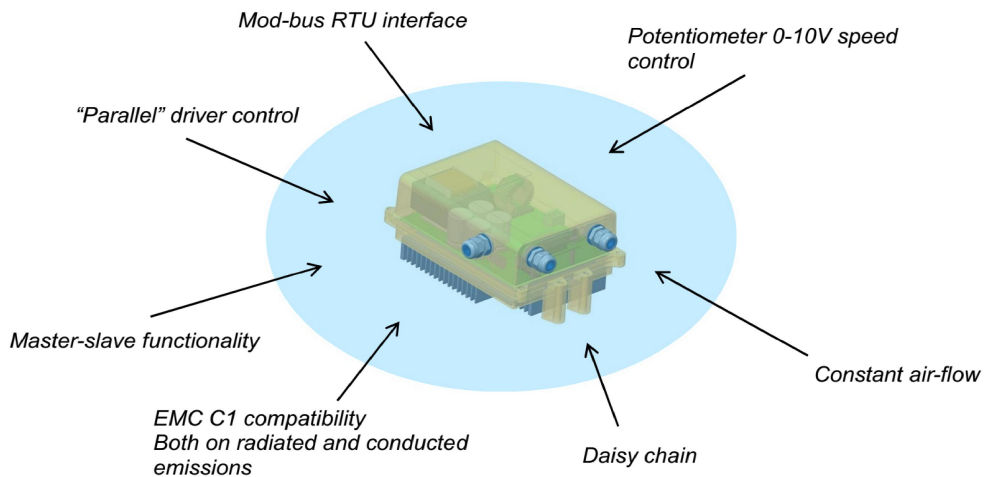 Mod-bus RTU interface
Potentiometer 0-10V speed
control
“Parallel” driver control
Master-slave functionality
Constant air-flow
EMC C1 compatibility
Both on radiated and conducted
emissions
Daisy chain